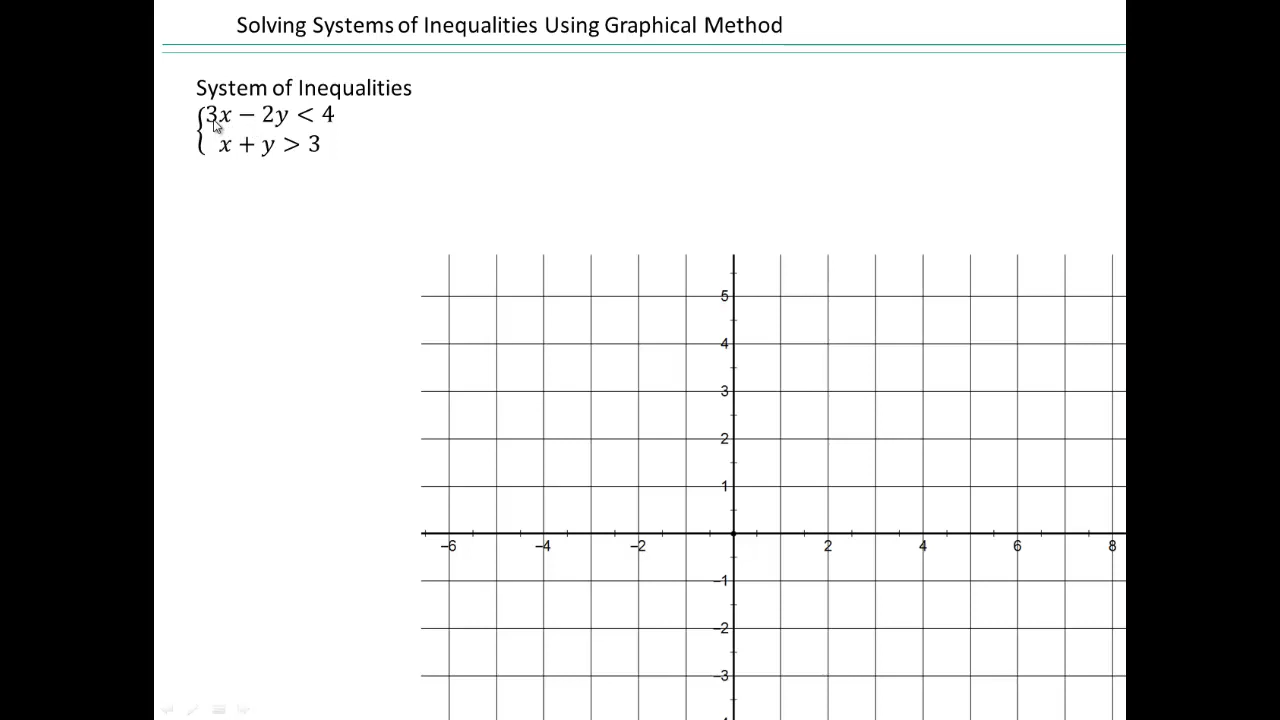 Solving Systems of Inequalities Using Graphical Method
System of Inequalities
3x − 2y < 4
x + y > 3
5
4
3
2
1
−6 −4 −2 2 4 6 8
−1
−2
−3